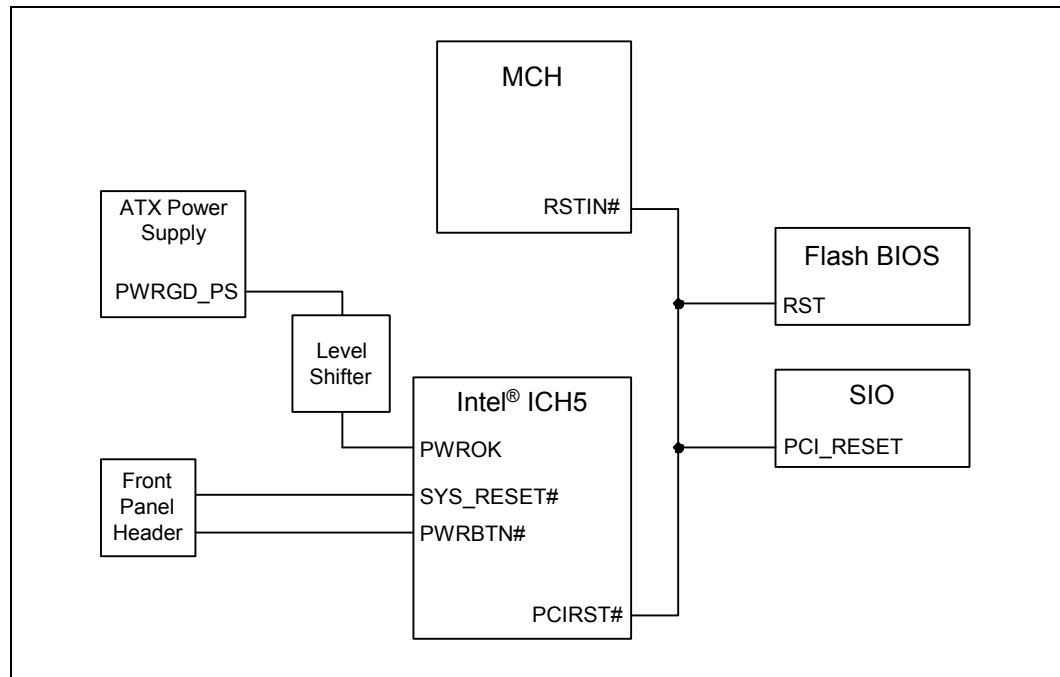 MCH
RSTIN#
ATX Power
Supply
PWRGD_PS
Flash BIOS
RST
Level
Shifter
Intel® ICH5
PWROK
SYS_RESET#
PWRBTN#
PCIRST#
SIO
PCI_RESET
Front
Panel
Header